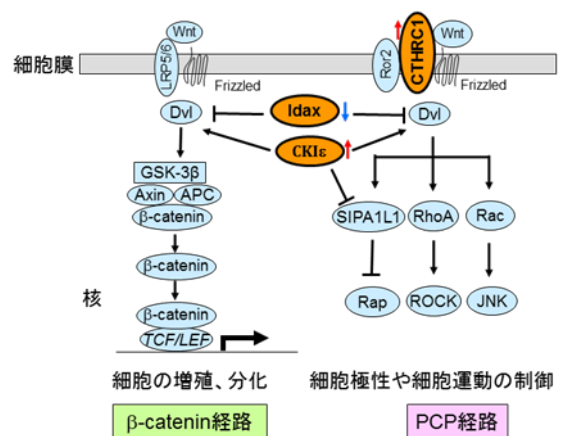 Wnt
LRP5/6
Frizzled
細胞膜
Ror2
CTHRC1
Wnt
Frizzled
Dvl
Idax
Dvl
CKIε
GSK-3β
Axin
APC
β-catenin
SIPA1L1
RhoA
Rac
β-catenin
核
Rap
ROCK
JNK
β-catenin
TCF/LEF
細胞の増殖、分化
細胞極性や細胞運動の制御
β-catenin経路
PCP経路